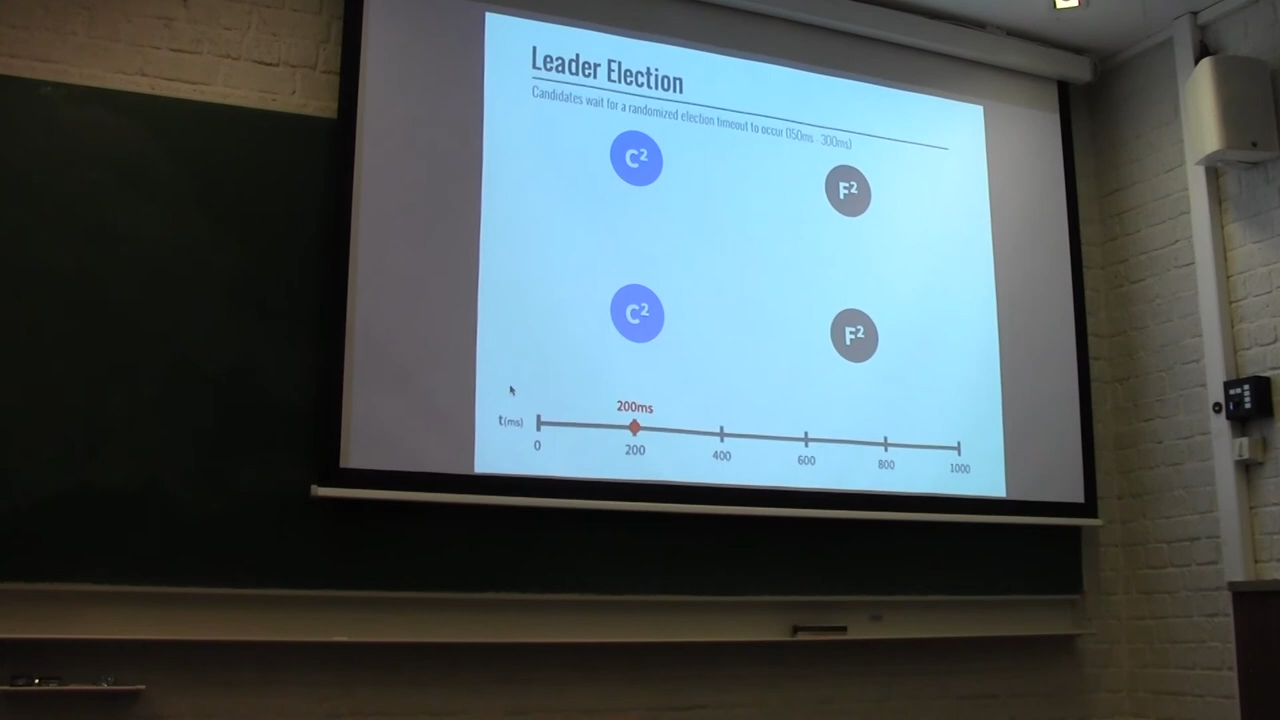 Leader Election
Candidates wait for a randomized election timeout to occur (150ms - 300ms)
C²
F²
C²
F²
200ms
t(ms)
0 200 400 600 800 1000